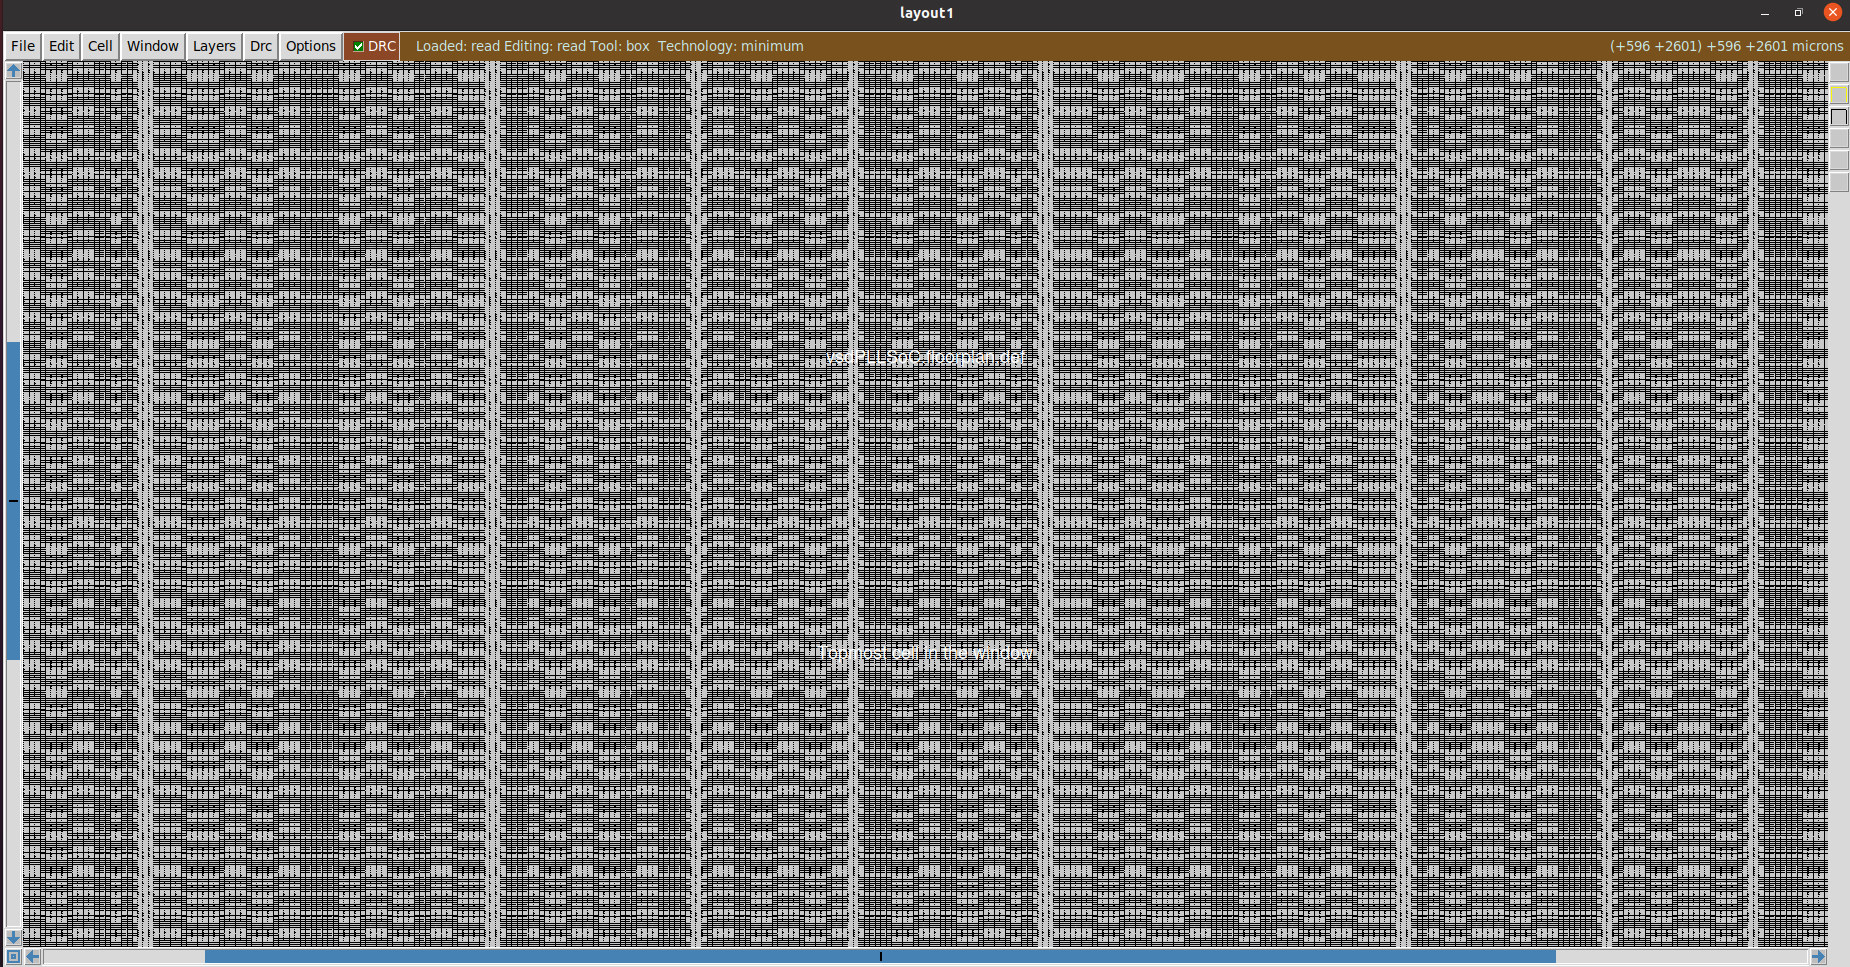 layout1
File Edit Cell Window Layers Drc Options DRC Loaded: read Editing: read Tool: box Technology: minimum (+596 +2601) +596 +2601 microns
vsdPLLSoC.floorplan.def
Topmost cell in the window